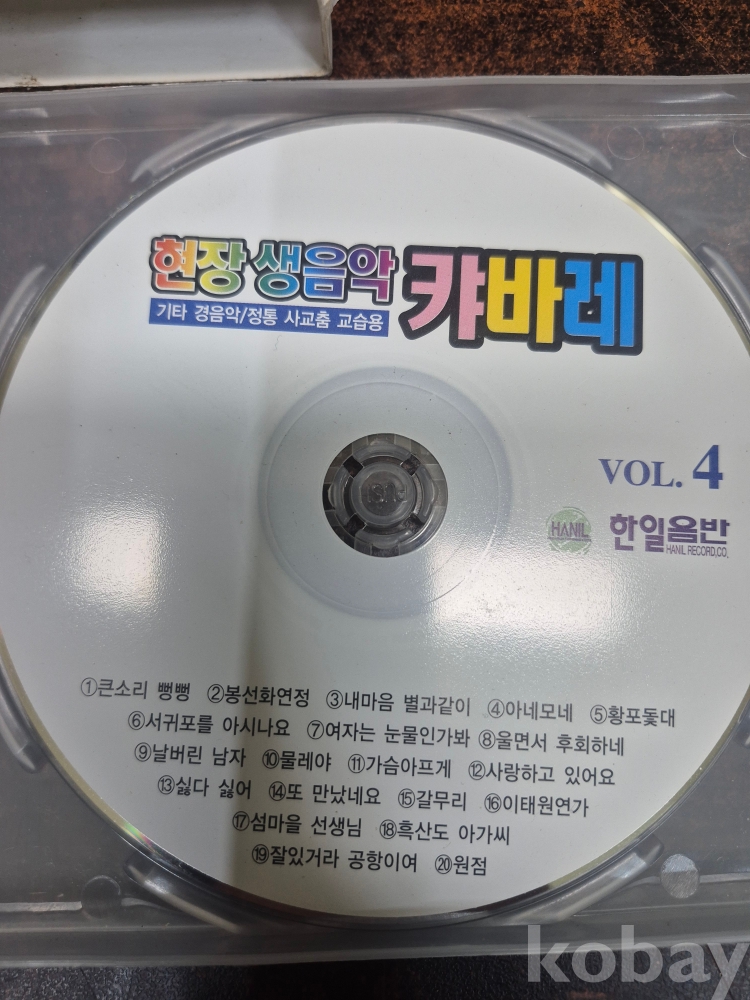 현장 생음악 캬바레
기타 경음악/정통 사교춤 교습용
VOL. 4
HANIL 한일음반
HANIL RECORD.CO.
①큰소리 뻥뻥 ②봉선화연정 ③내마음 별과같이 ④아네모네 ⑤황포돛대
⑥서귀포를 아시나요 ⑦여자는 눈물인가봐 ⑧울면서 후회하네
⑨날버린 남자 ⑩물레야 ⑪가슴아프게 ⑫사랑하고 있어요
⑬싫다 싫어 ⑭또 만났네요 ⑮갈무리 ⑯이태원연가
⑰섬마을 선생님 ⑱흑산도 아가씨
⑲잘있거라 공항이여 ⑳원점
kobay